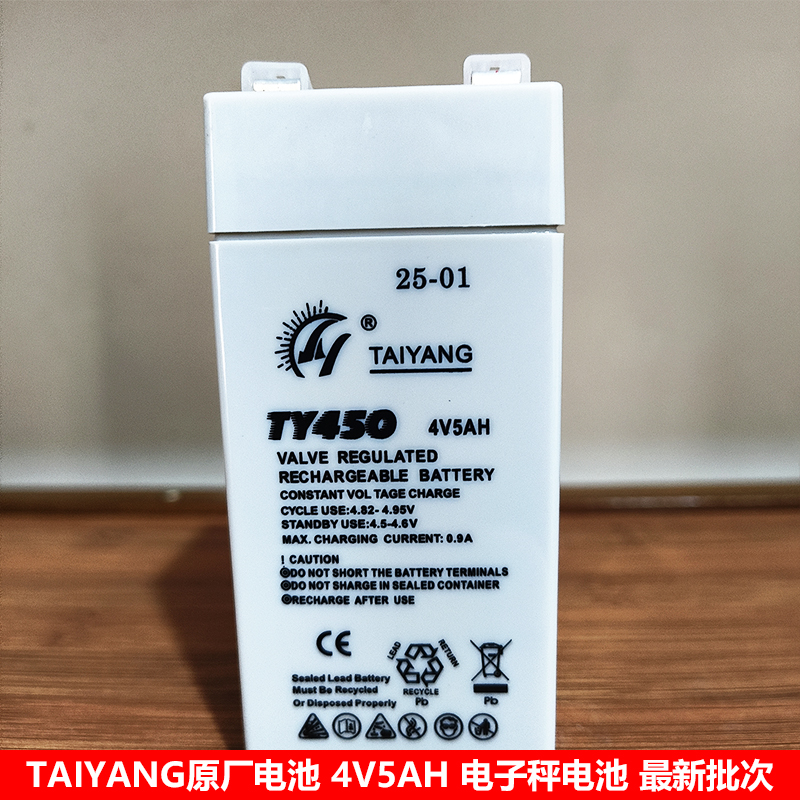 25-01
®
TAIYANG
TY450 4V5AH
VALVE REGULATED
RECHARGEABLE BATTERY
CONSTANT VOL TAGE CHARGE
CYCLE USE:4.82- 4.95V
STANDBY USE:4.5-4.6V
MAX. CHARGING CURRENT: 0.9A
! CAUTION
DO NOT SHORT THE BATTERY TERMINALS
DO NOT SHARGE IN SEALED CONTAINER
RECHARGE AFTER USE
CE
LEAD RETURN
RECYCLE
Pb
Pb
Sealed Lead Battery
Must Be Recycled
Or Disposed Properly
TAIYANG原厂电池 4V5AH 电子秤电池 最新批次